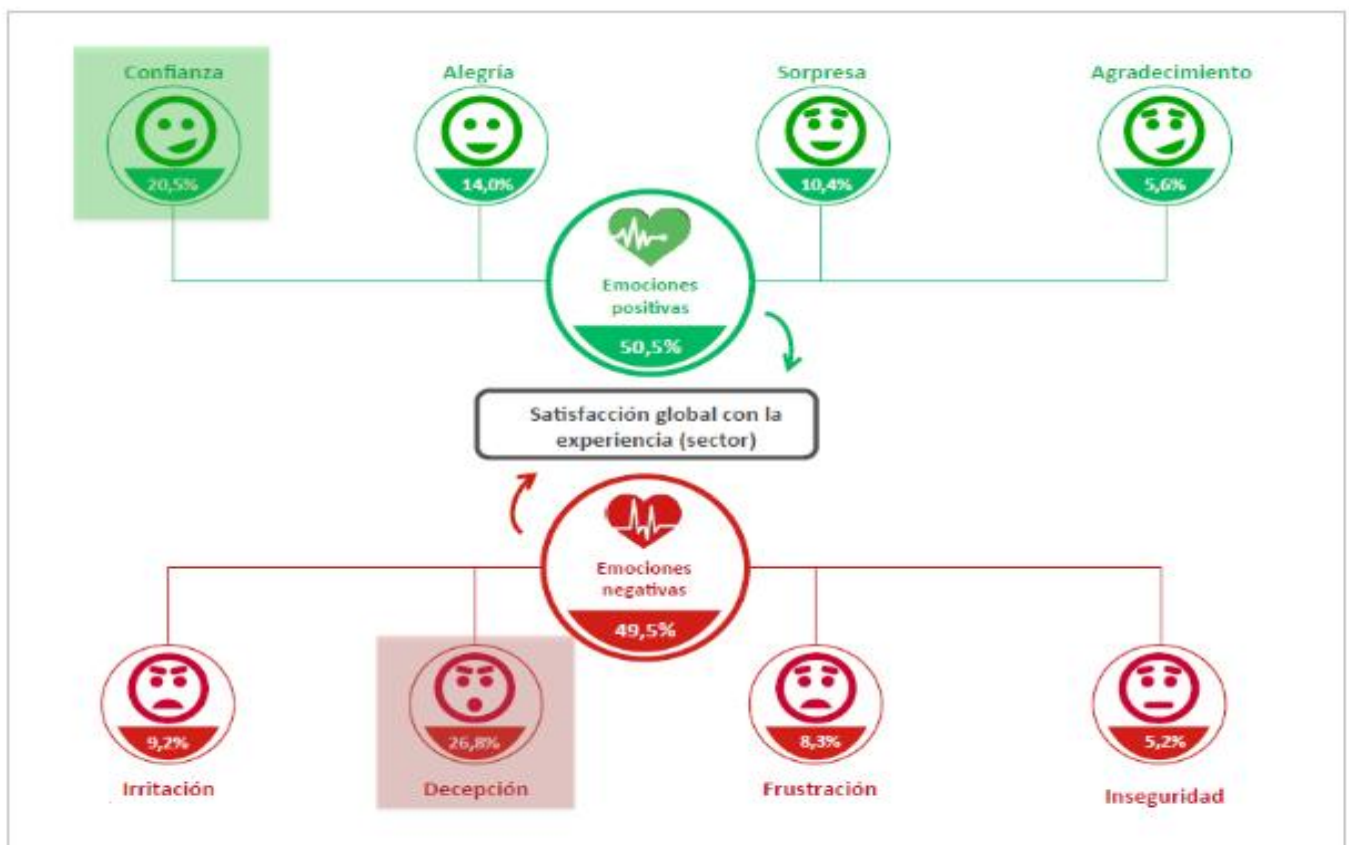 Confianza
Alegría
Sorpresa
Agradecimiento
20,5%
14,0%
10,4%
5,6%
Emociones
positivas
50,5%
Satisfacción global con la
experiencia (sector)
Emociones
negativas
49,5%
9,2%
26,8%
8,3%
5,2%
Irritación
Decepción
Frustración
Inseguridad